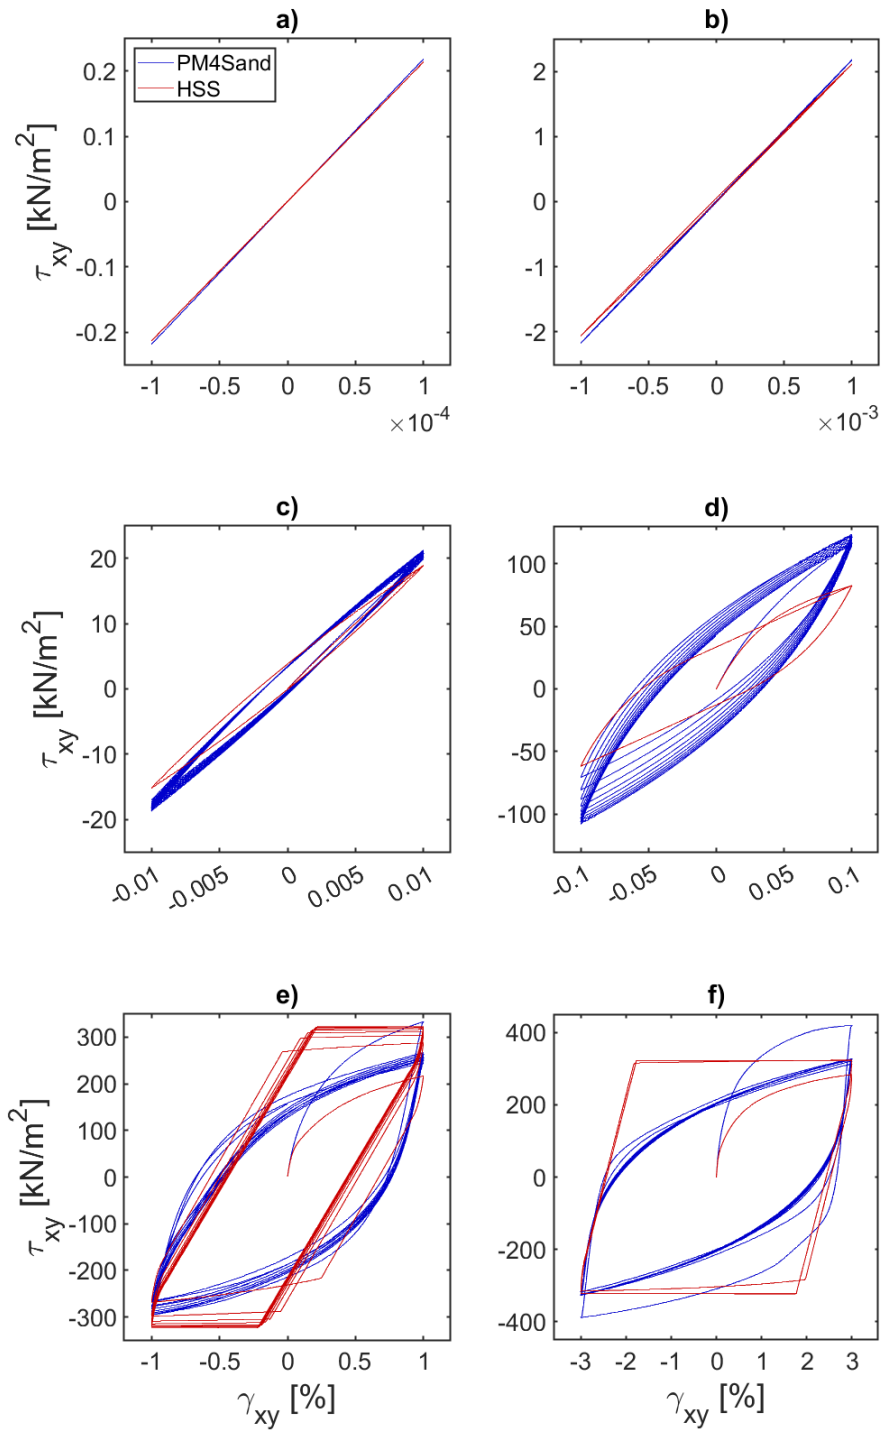 a)
0.2
0.1
0
-0.1
-0.2
τxy [kN/m2]
PM4Sand
HSS
-1 -0.5 0 0.5 1
×10-4
b)
2
1
0
-1
-2
-1 -0.5 0 0.5 1
×10-3
c)
20
10
0
-10
-20
τxy [kN/m2]
-0.01 -0.005 0 0.005 0.01
d)
100
50
0
-50
-100
-0.1 -0.05 0 0.05 0.1
e)
300
200
100
0
-100
-200
-300
τxy [kN/m2]
-1 -0.5 0 0.5 1
γxy [%]
f)
400
200
0
-200
-400
-3 -2 -1 0 1 2 3
γxy [%]